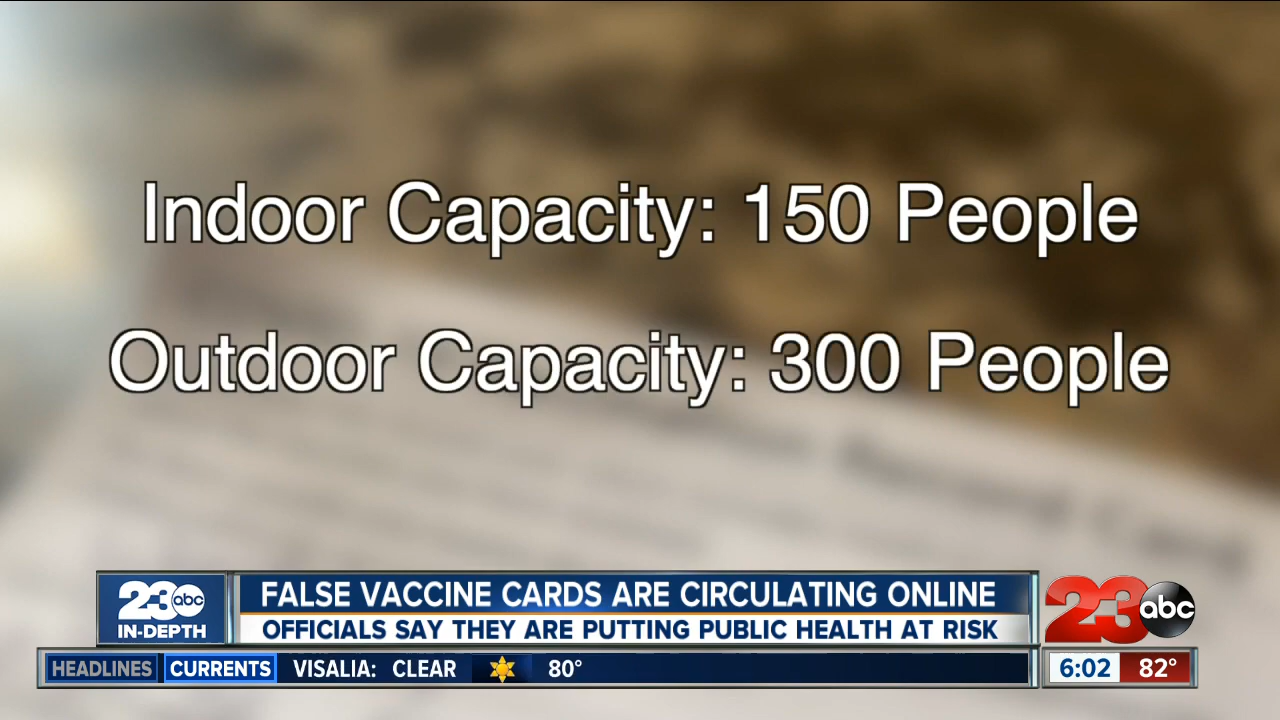 Indoor Capacity: 150 People
Outdoor Capacity: 300 People
23 abc
IN-DEPTH
FALSE VACCINE CARDS ARE CIRCULATING ONLINE
OFFICIALS SAY THEY ARE PUTTING PUBLIC HEALTH AT RISK
23 abc
HEADLINES CURRENTS VISALIA: CLEAR 80°
6:02 82°